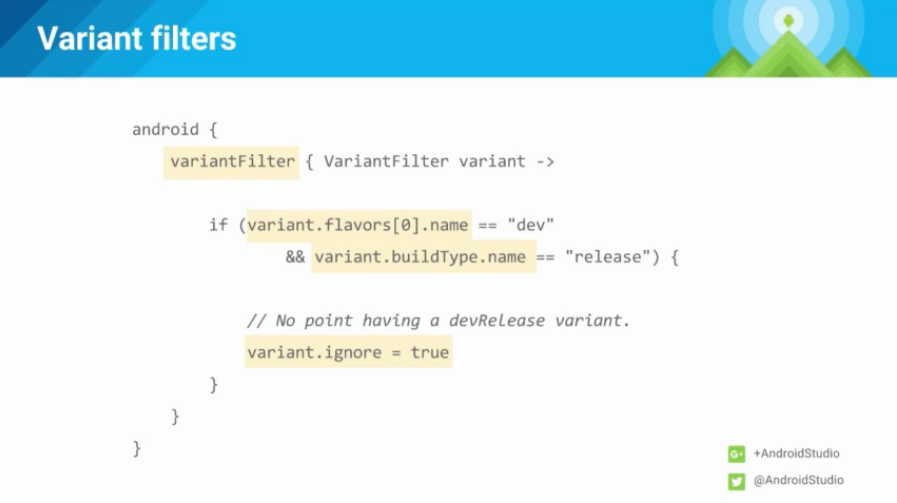 Variant filters
android {
variantFilter { VariantFilter variant ->
if (variant.flavors[0].name == "dev"
&& variant.buildType.name == "release") {
// No point having a devRelease variant.
variant.ignore = true
}
}
}
G+ +AndroidStudio
@AndroidStudio